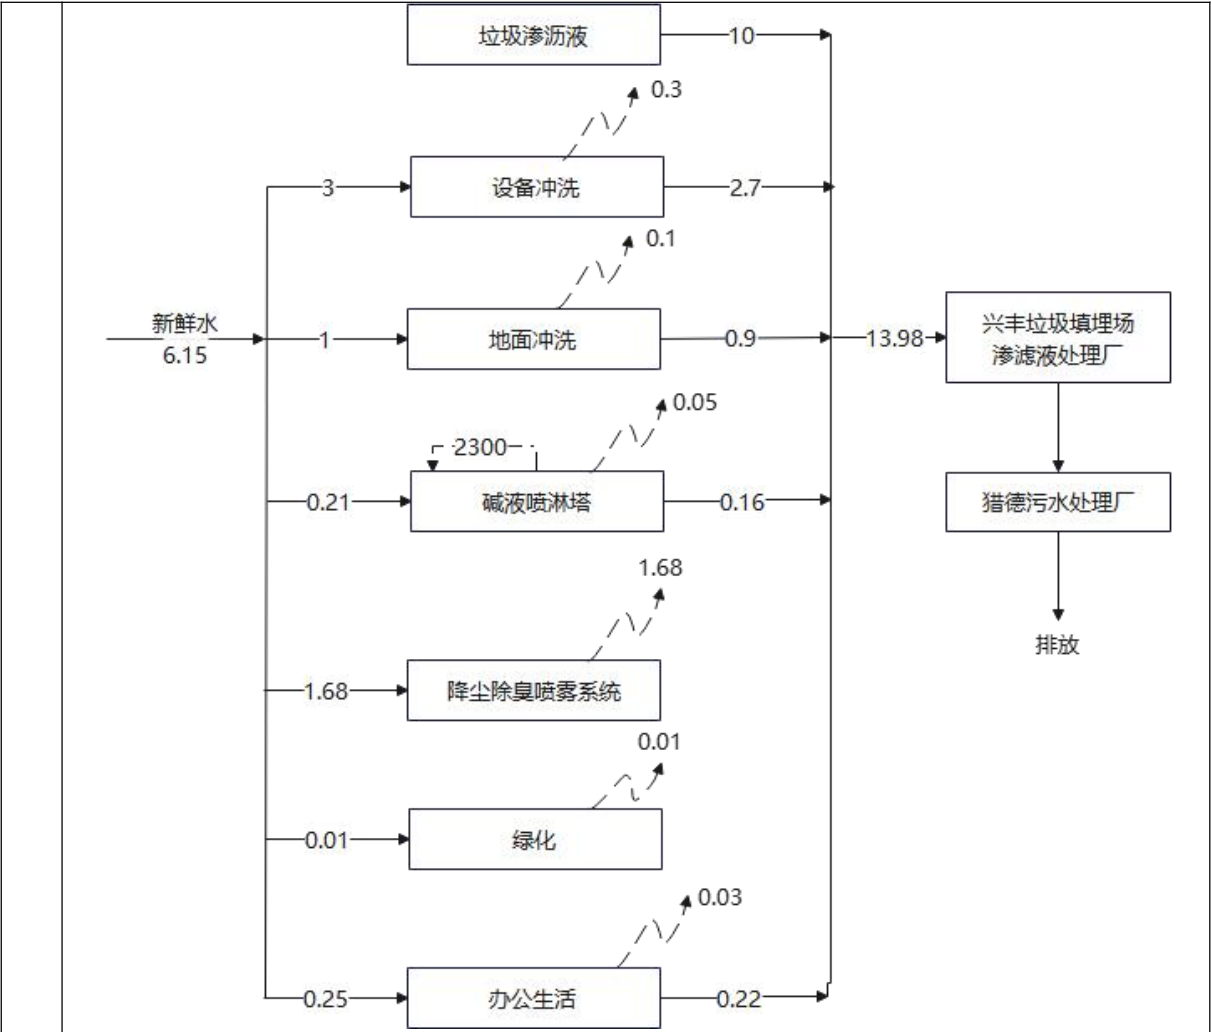 垃圾渗沥液
10
0.3
3
设备冲洗
2.7
0.1
新鲜水
6.15
1
地面冲洗
0.9
13.98
兴丰垃圾填埋场
渗滤液处理厂
0.05
2300
0.21
碱液喷淋塔
0.16
猎德污水处理厂
1.68
排放
1.68
降尘除臭喷雾系统
0.01
0.01
绿化
0.03
0.25
办公生活
0.22